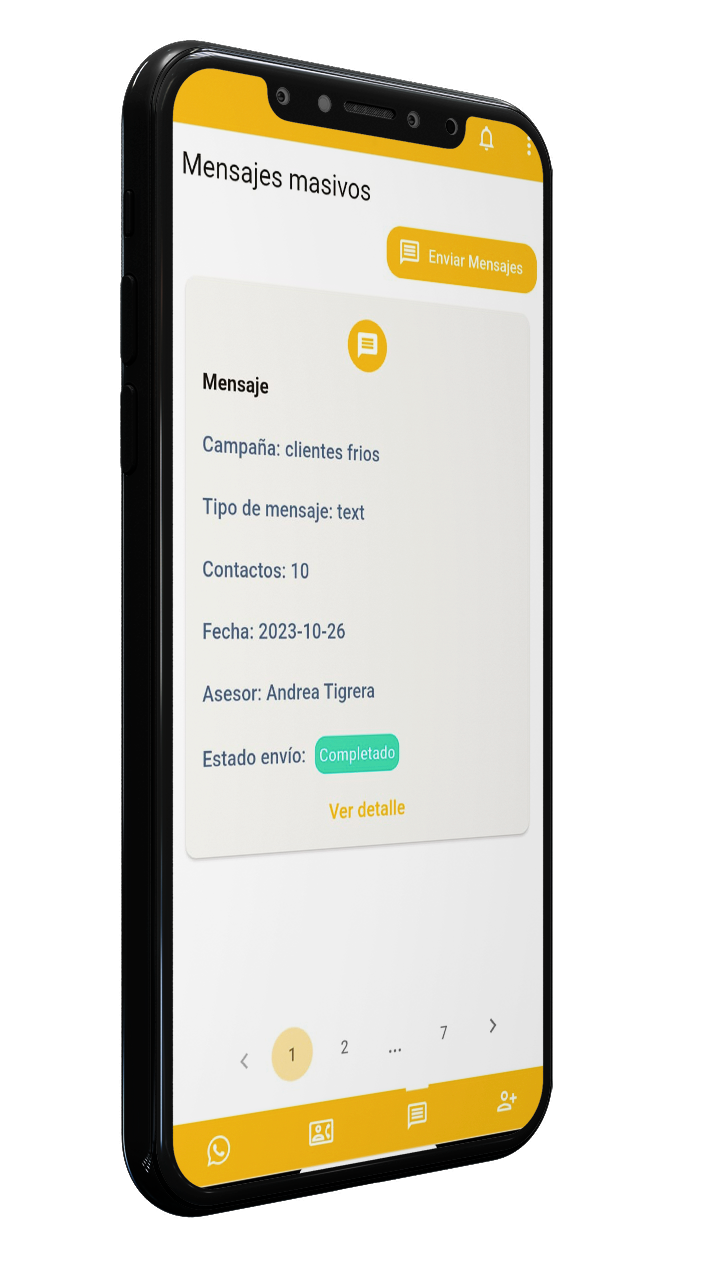 Mensajes masivos
Enviar Mensajes
Mensaje
Campaña: clientes frios
Tipo de mensaje: text
Contactos: 10
Fecha: 2023-10-26
Asesor: Andrea Tigrera
Estado envío: Completado
Ver detalle
1 2 ... 7